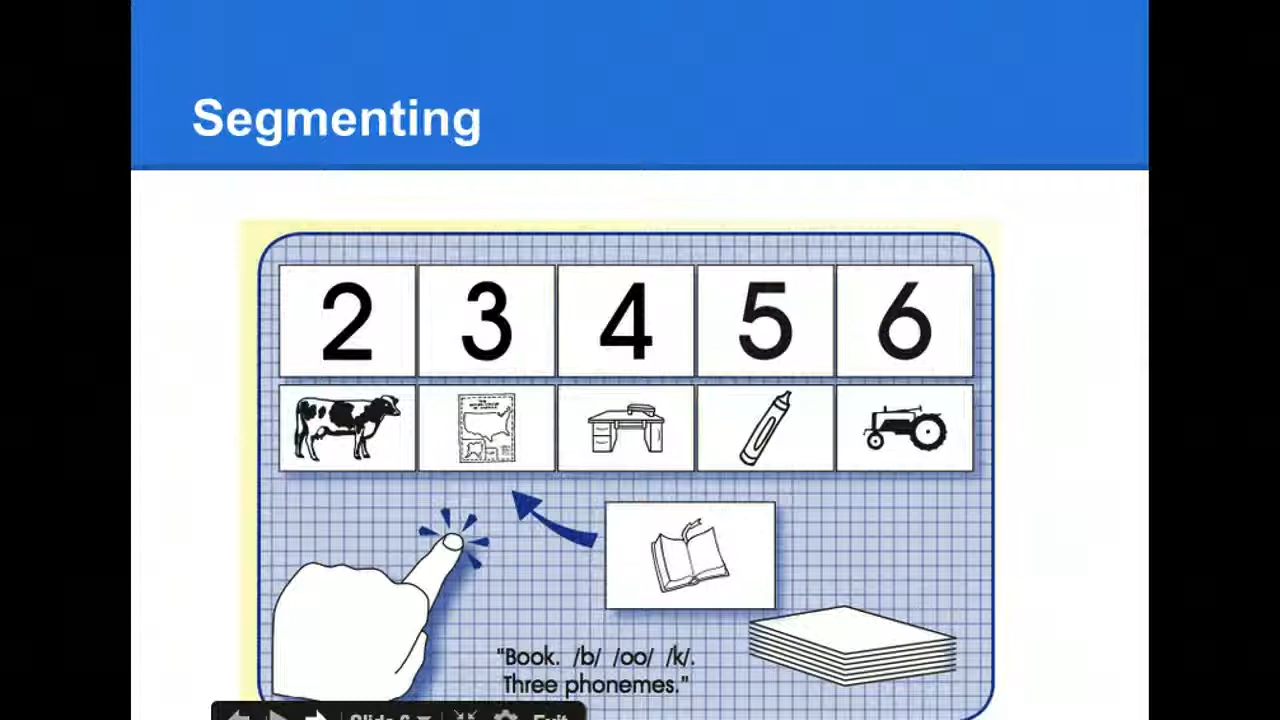 Segmenting
2 3 4 5 6
"Book. /b/ /oo/ /k/.
Three phonemes."